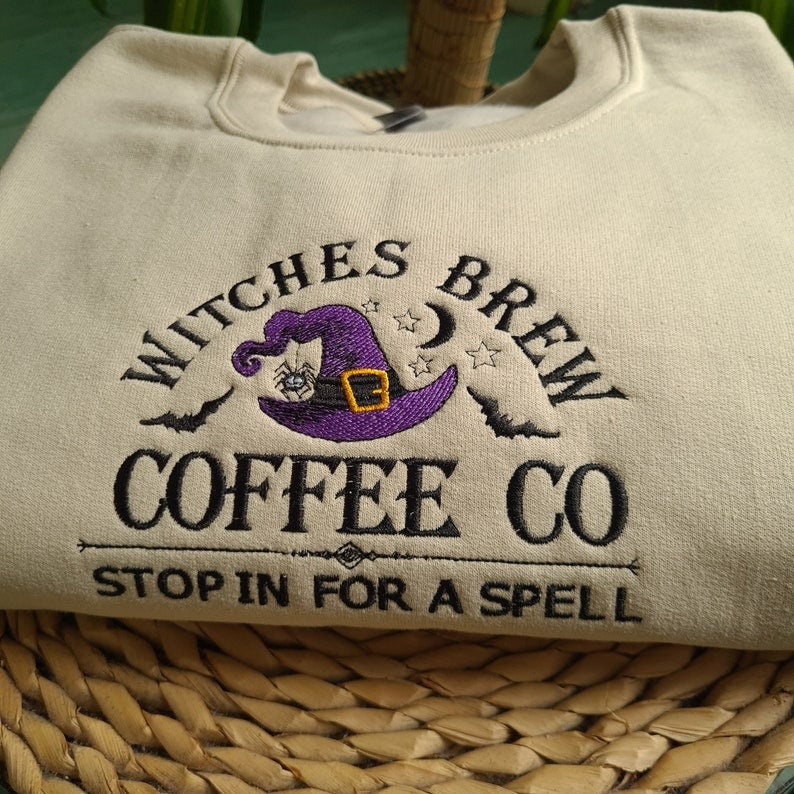 WITCHES BREW
COFFEE CO
STOP IN FOR A SPELL